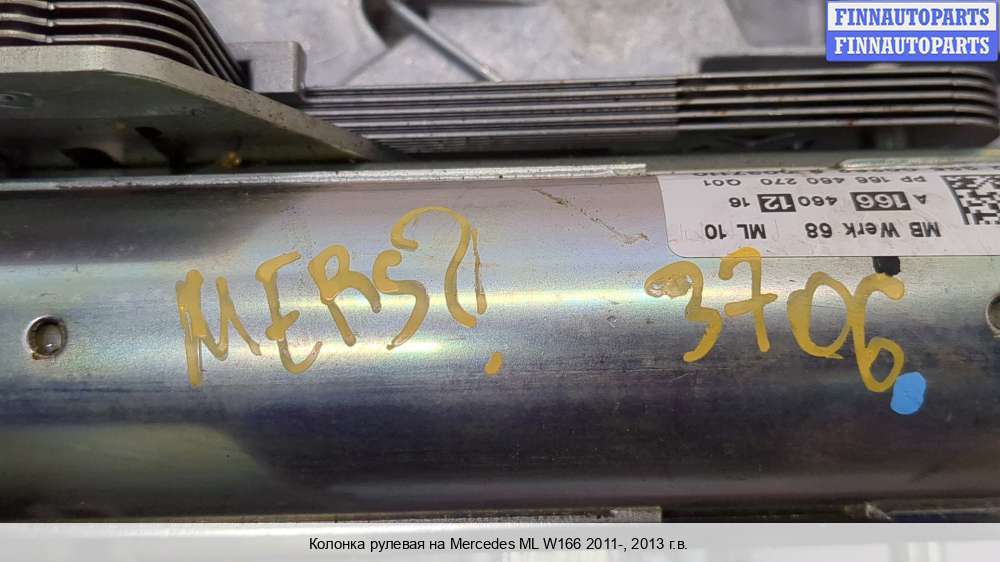 FINNAUTOPARTS
FINNAUTOPARTS
MB Werk 68 ML 10
A 166 460 12 16
PP 166 460 270 Q01
MERS
3706
Колонка рулевая на Mercedes ML W166 2011-, 2013 г.в.